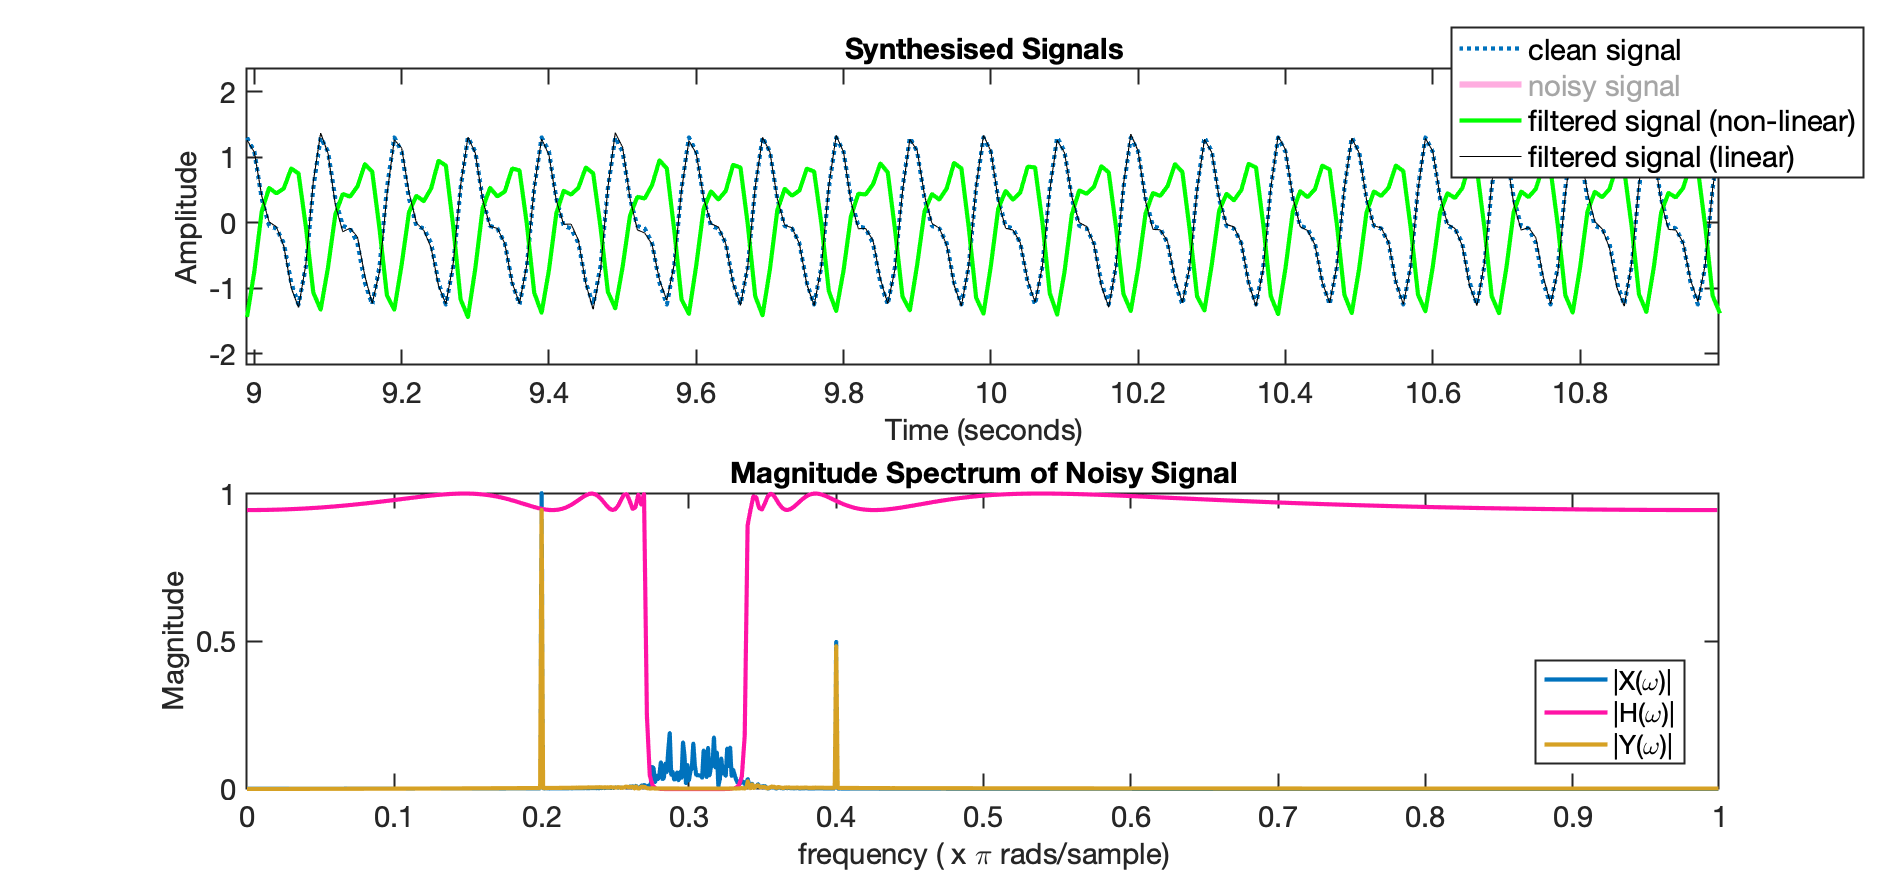 Synthesised Signals
clean signal
noisy signal
filtered signal (non-linear)
filtered signal (linear)
Amplitude
2
1
0
-1
-2
9
9.2
9.4
9.6
9.8
10
10.2
10.4
10.6
10.8
Time (seconds)
Magnitude Spectrum of Noisy Signal
Magnitude
1
0.5
0
|X(ω)|
|H(ω)|
|Y(ω)|
0
0.1
0.2
0.3
0.4
0.5
0.6
0.7
0.8
0.9
1
frequency ( x π rads/sample)